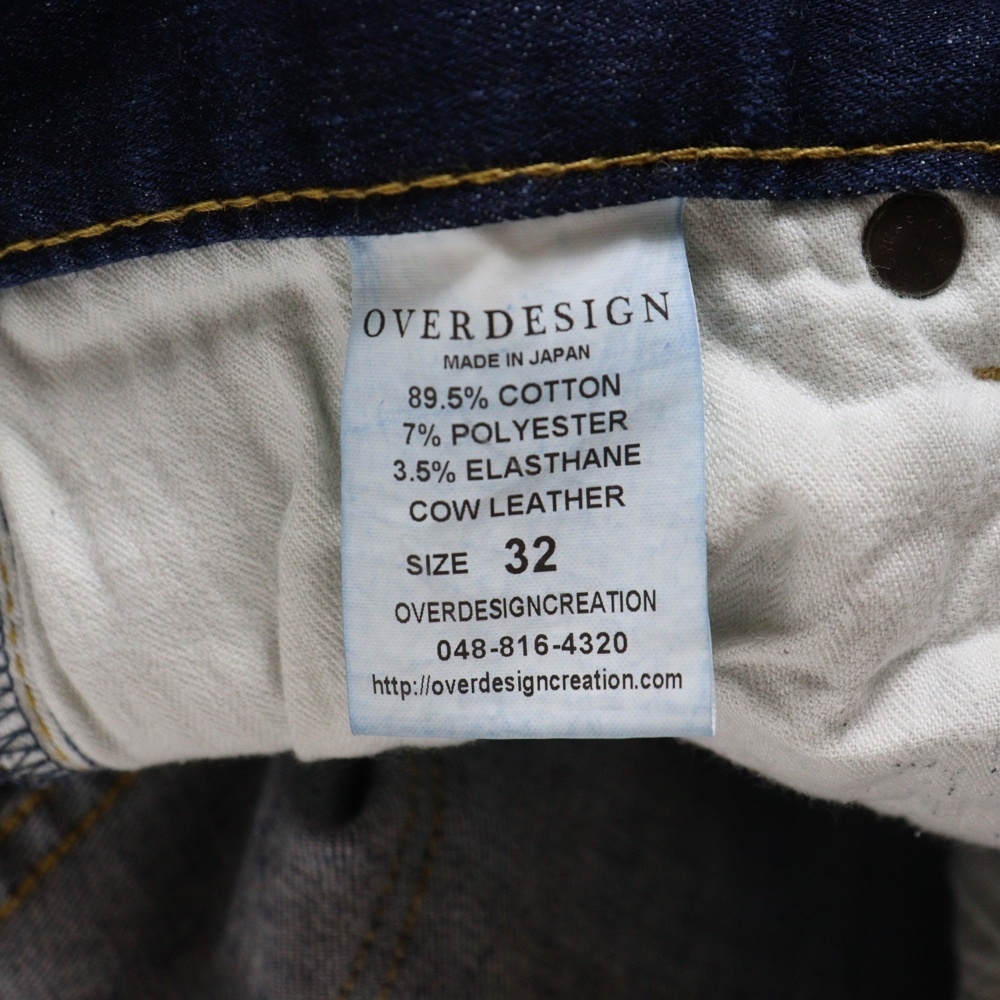 OVERDESIGN
MADE IN JAPAN
89.5% COTTON
7% POLYESTER
3.5% ELASTHANE
COW LEATHER
SIZE 32
OVERDESIGNCREATION
048-816-4320
http://overdesigncreation.com